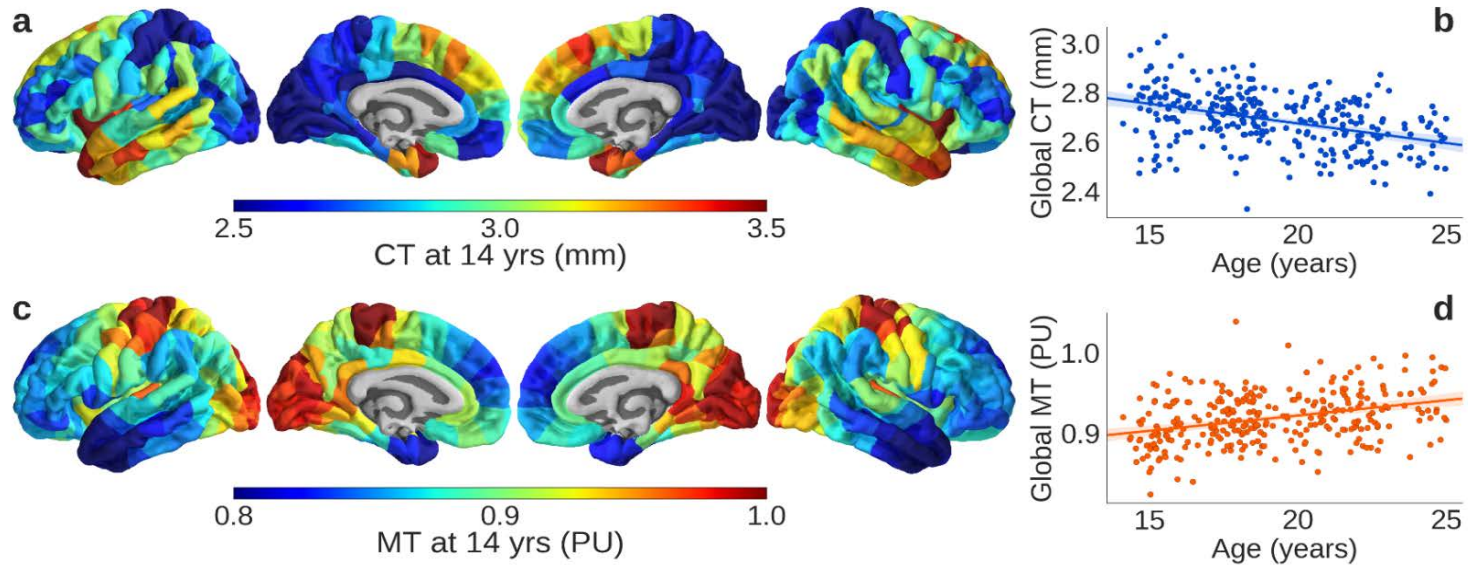 a
2.5 3.0 3.5
CT at 14 yrs (mm)
b
Global CT (mm)
3.0
2.8
2.6
2.4
15 20 25
Age (years)
c
0.8 0.9 1.0
MT at 14 yrs (PU)
d
Global MT (PU)
1.0
0.9
15 20 25
Age (years)